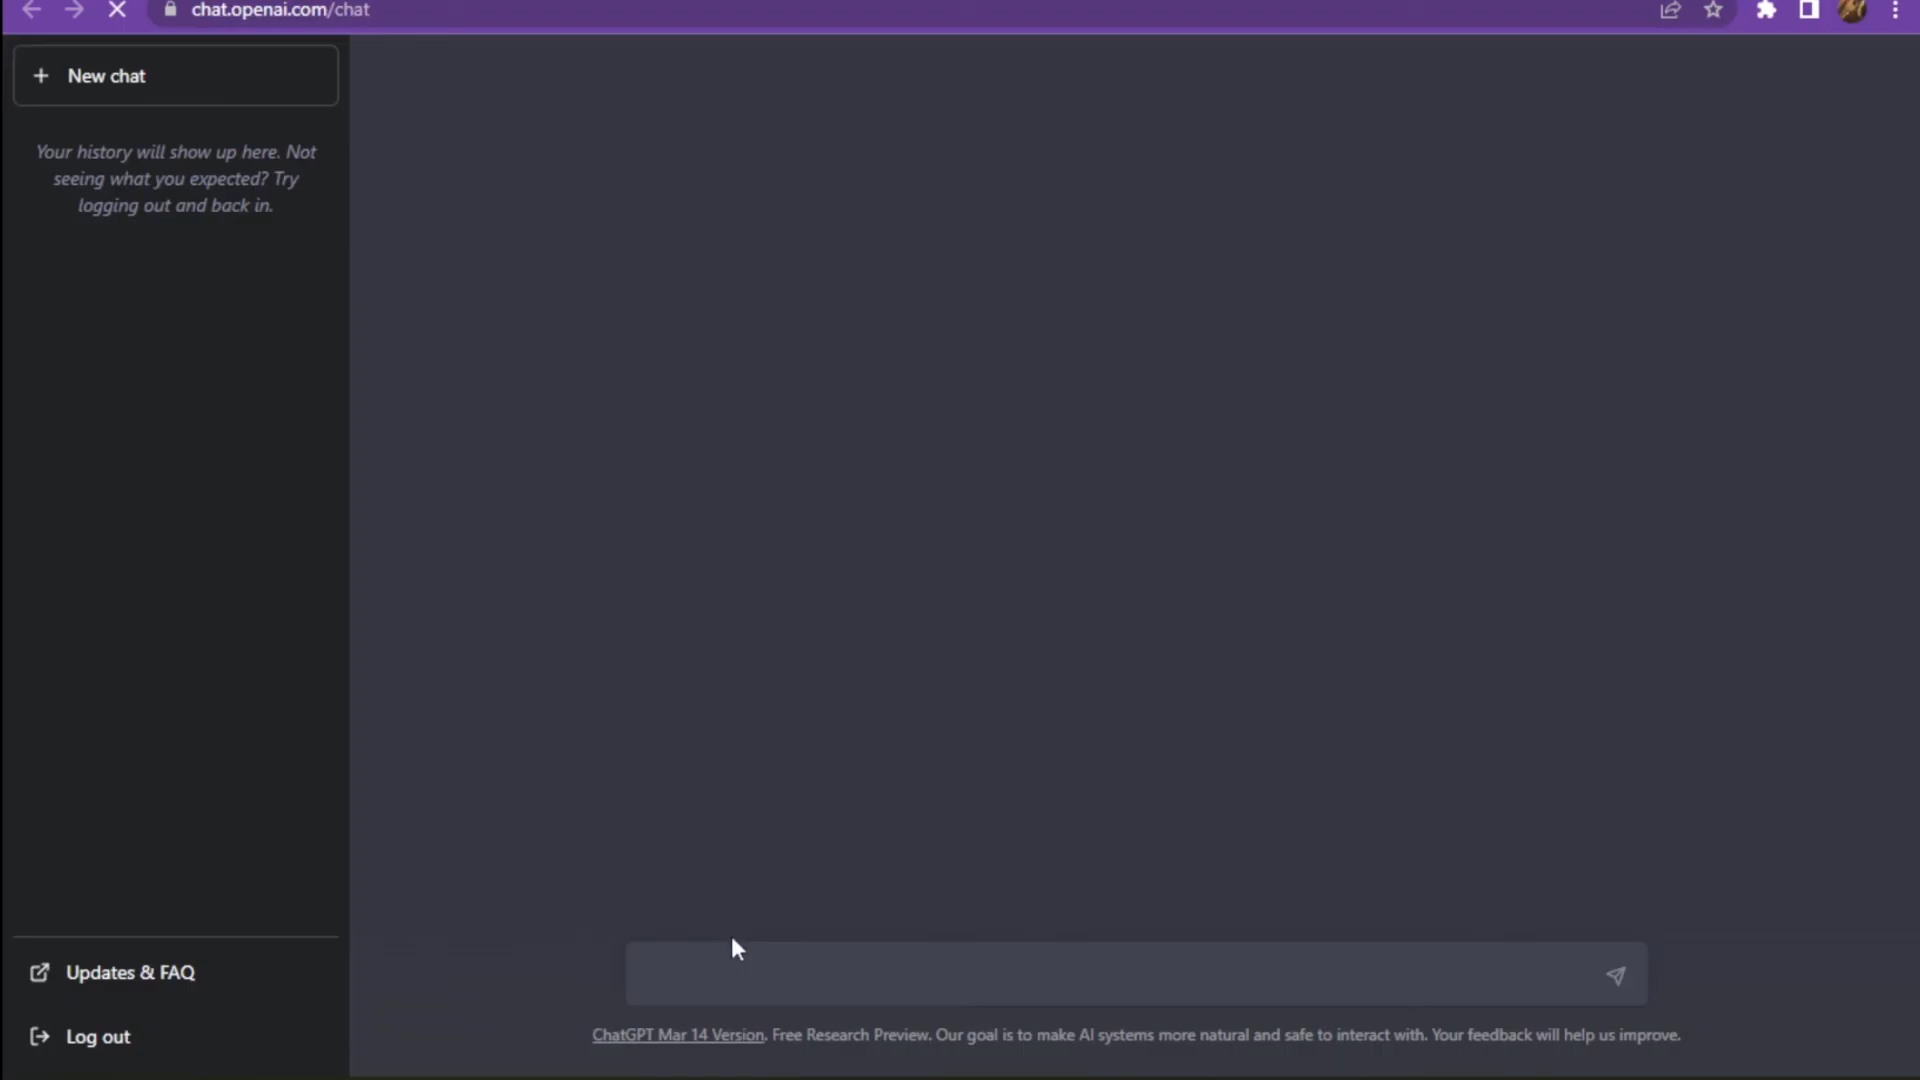 chat.openai.com/chat
New chat
Your history will show up here. Not
seeing what you expected? Try
logging out and back in.
Updates & FAQ
Log out
ChatGPT Mar 14 Version. Free Research Preview. Our goal is to make AI systems more natural and safe to interact with. Your feedback will help us improve.